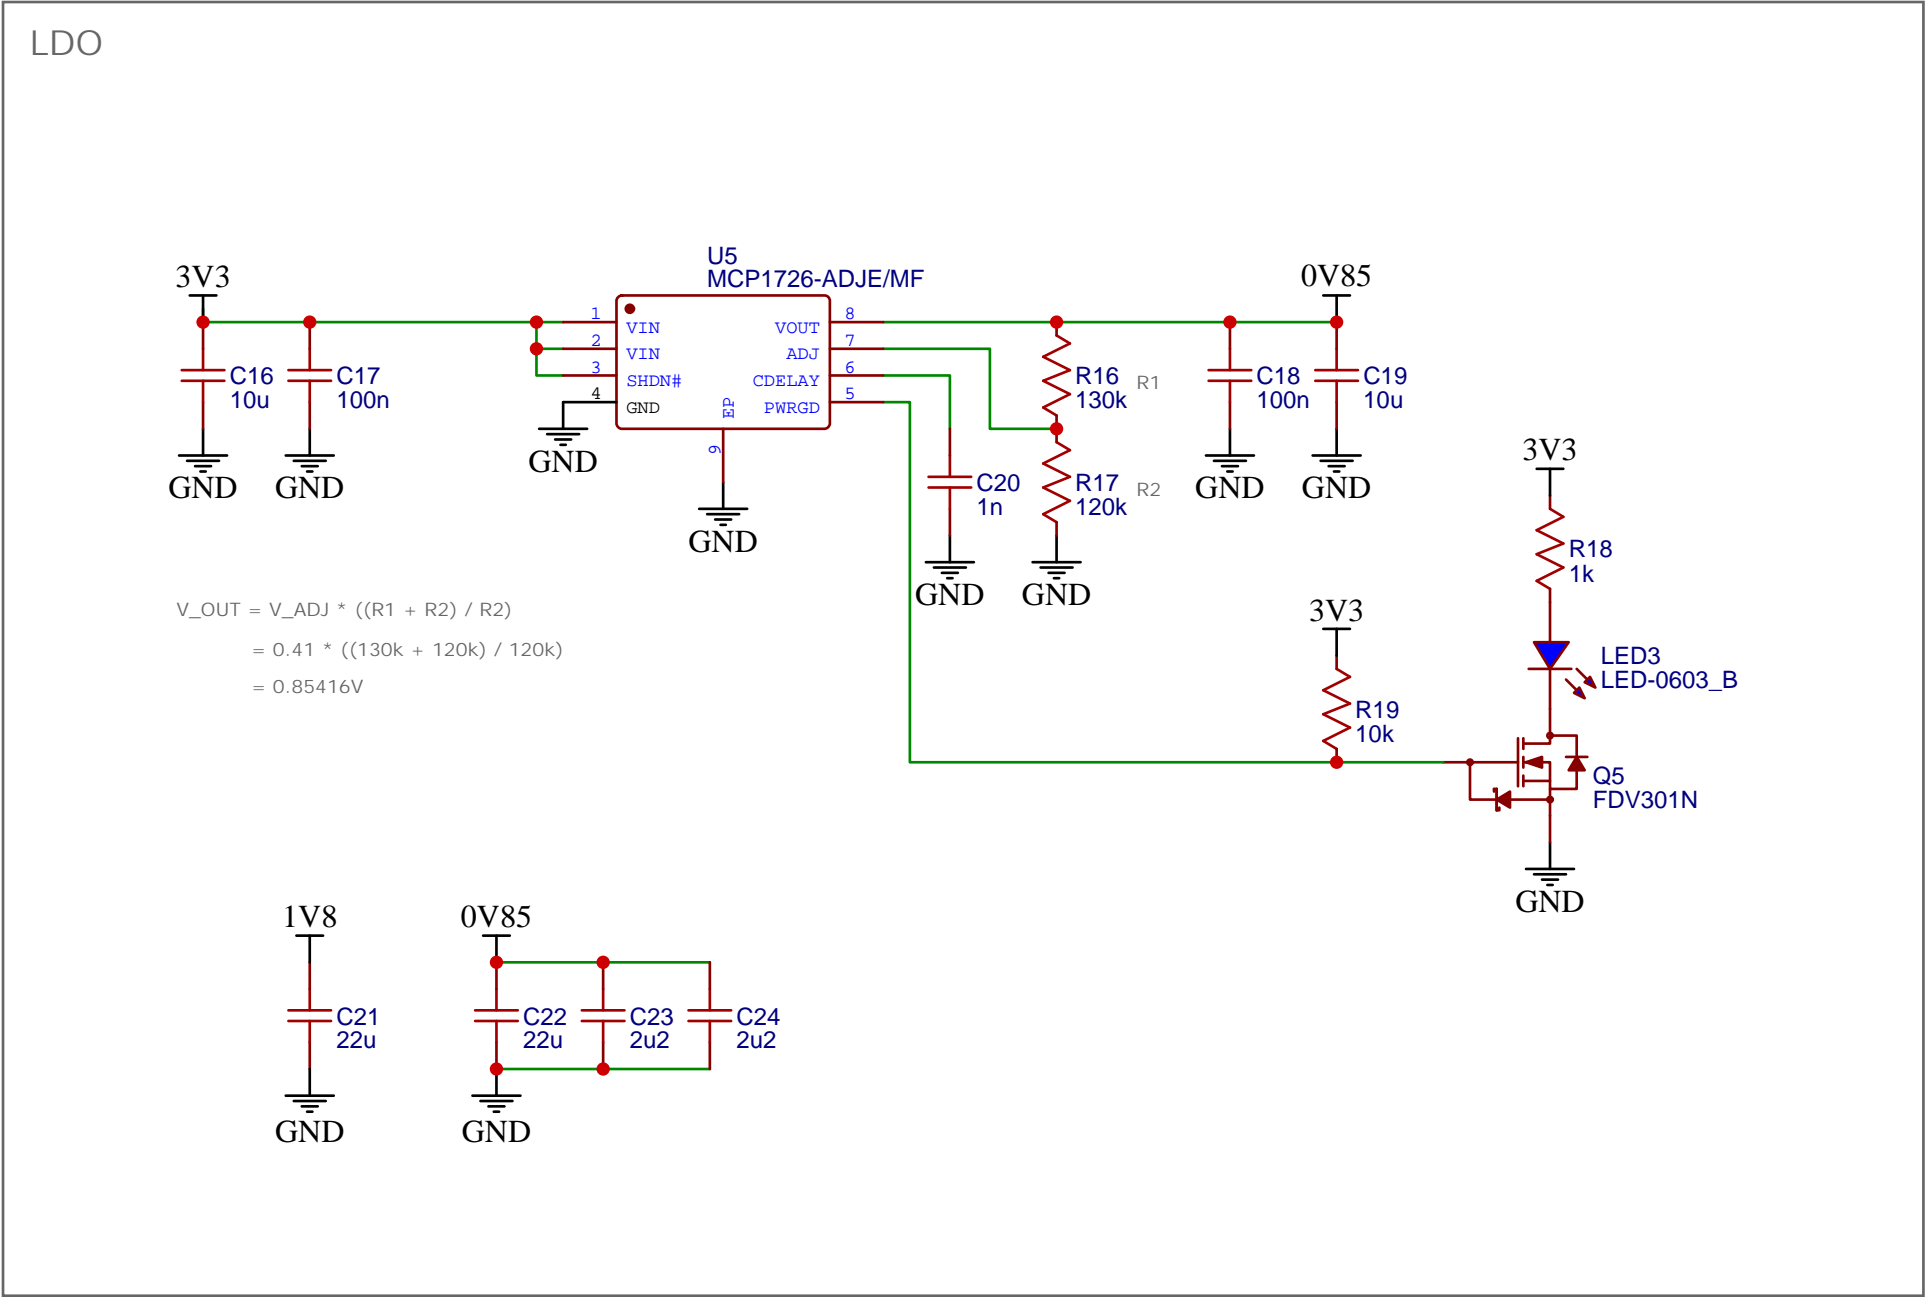 LDO
U5
MCP1726-ADJE/MF
3V3
0V85
1
VIN
2
VIN
3
SHDN#
4
GND
EP
9
VOUT
8
ADJ
7
CDELAY
6
PWRGD
5
C16
10u
C17
100n
GND
GND
GND
GND
R16
130k
R1
R17
120k
R2
C20
1n
GND
GND
C18
100n
C19
10u
GND
GND
3V3
R18
1k
LED3
LED-0603_B
3V3
R19
10k
Q5
FDV301N
GND
V_OUT = V_ADJ * ((R1 + R2) / R2)
= 0.41 * ((130k + 120k) / 120k)
= 0.85416V
1V8
C21
22u
GND
0V85
C22
22u
C23
2u2
C24
2u2
GND